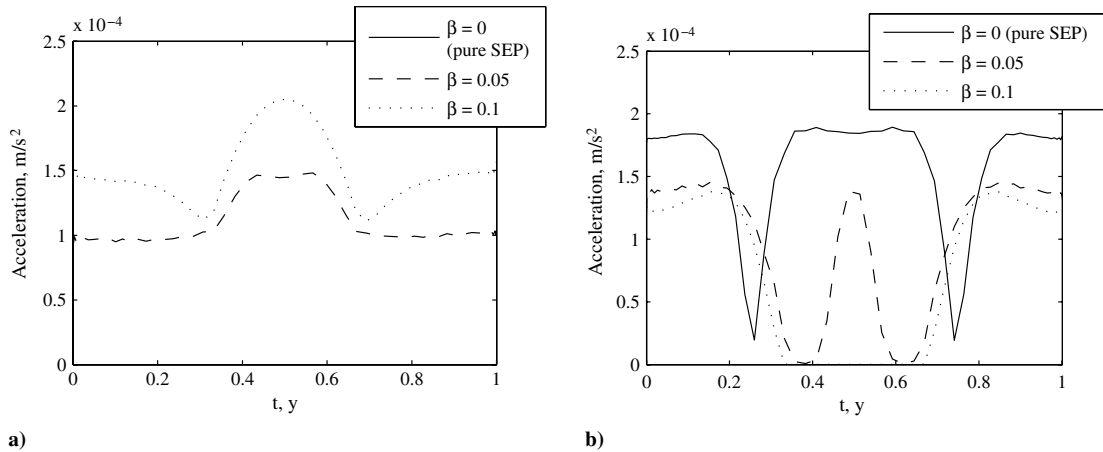 x 10⁻⁴
2.5
2
1.5
1
0.5
0
0
0.2
0.4
0.6
0.8
1
Acceleration, m/s²
t, y
β = 0
(pure SEP)
β = 0.05
β = 0.1
a)
x 10⁻⁴
2.5
2
1.5
1
0.5
0
0
0.2
0.4
0.6
0.8
1
Acceleration, m/s²
t, y
β = 0 (pure SEP)
β = 0.05
β = 0.1
b)